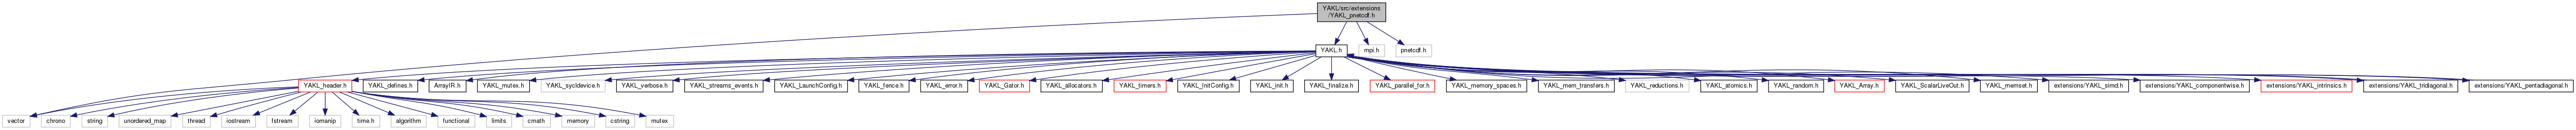 YAKL/src/extensions
/YAKL_pnetcdf.h
YAKL.h
mpi.h
pnetcdf.h
YAKL_header.h
YAKL_defines.h
ArrayIR.h
YAKL_mutex.h
YAKL_sycldevice.h
YAKL_verbose.h
YAKL_streams_events.h
YAKL_LaunchConfig.h
YAKL_fence.h
YAKL_error.h
YAKL_Gator.h
YAKL_allocators.h
YAKL_timers.h
YAKL_InitConfig.h
YAKL_init.h
YAKL_finalize.h
YAKL_parallel_for.h
YAKL_memory_spaces.h
YAKL_mem_transfers.h
YAKL_reductions.h
YAKL_atomics.h
YAKL_random.h
YAKL_Array.h
YAKL_ScalarLiveOut.h
YAKL_memset.h
extensions/YAKL_simd.h
extensions/YAKL_componentwise.h
extensions/YAKL_intrinsics.h
extensions/YAKL_tridiagonal.h
extensions/YAKL_pentadiagonal.h
vector
chrono
string
unordered_map
thread
iostream
fstream
iomanip
time.h
algorithm
functional
limits
cmath
memory
cstring
mutex